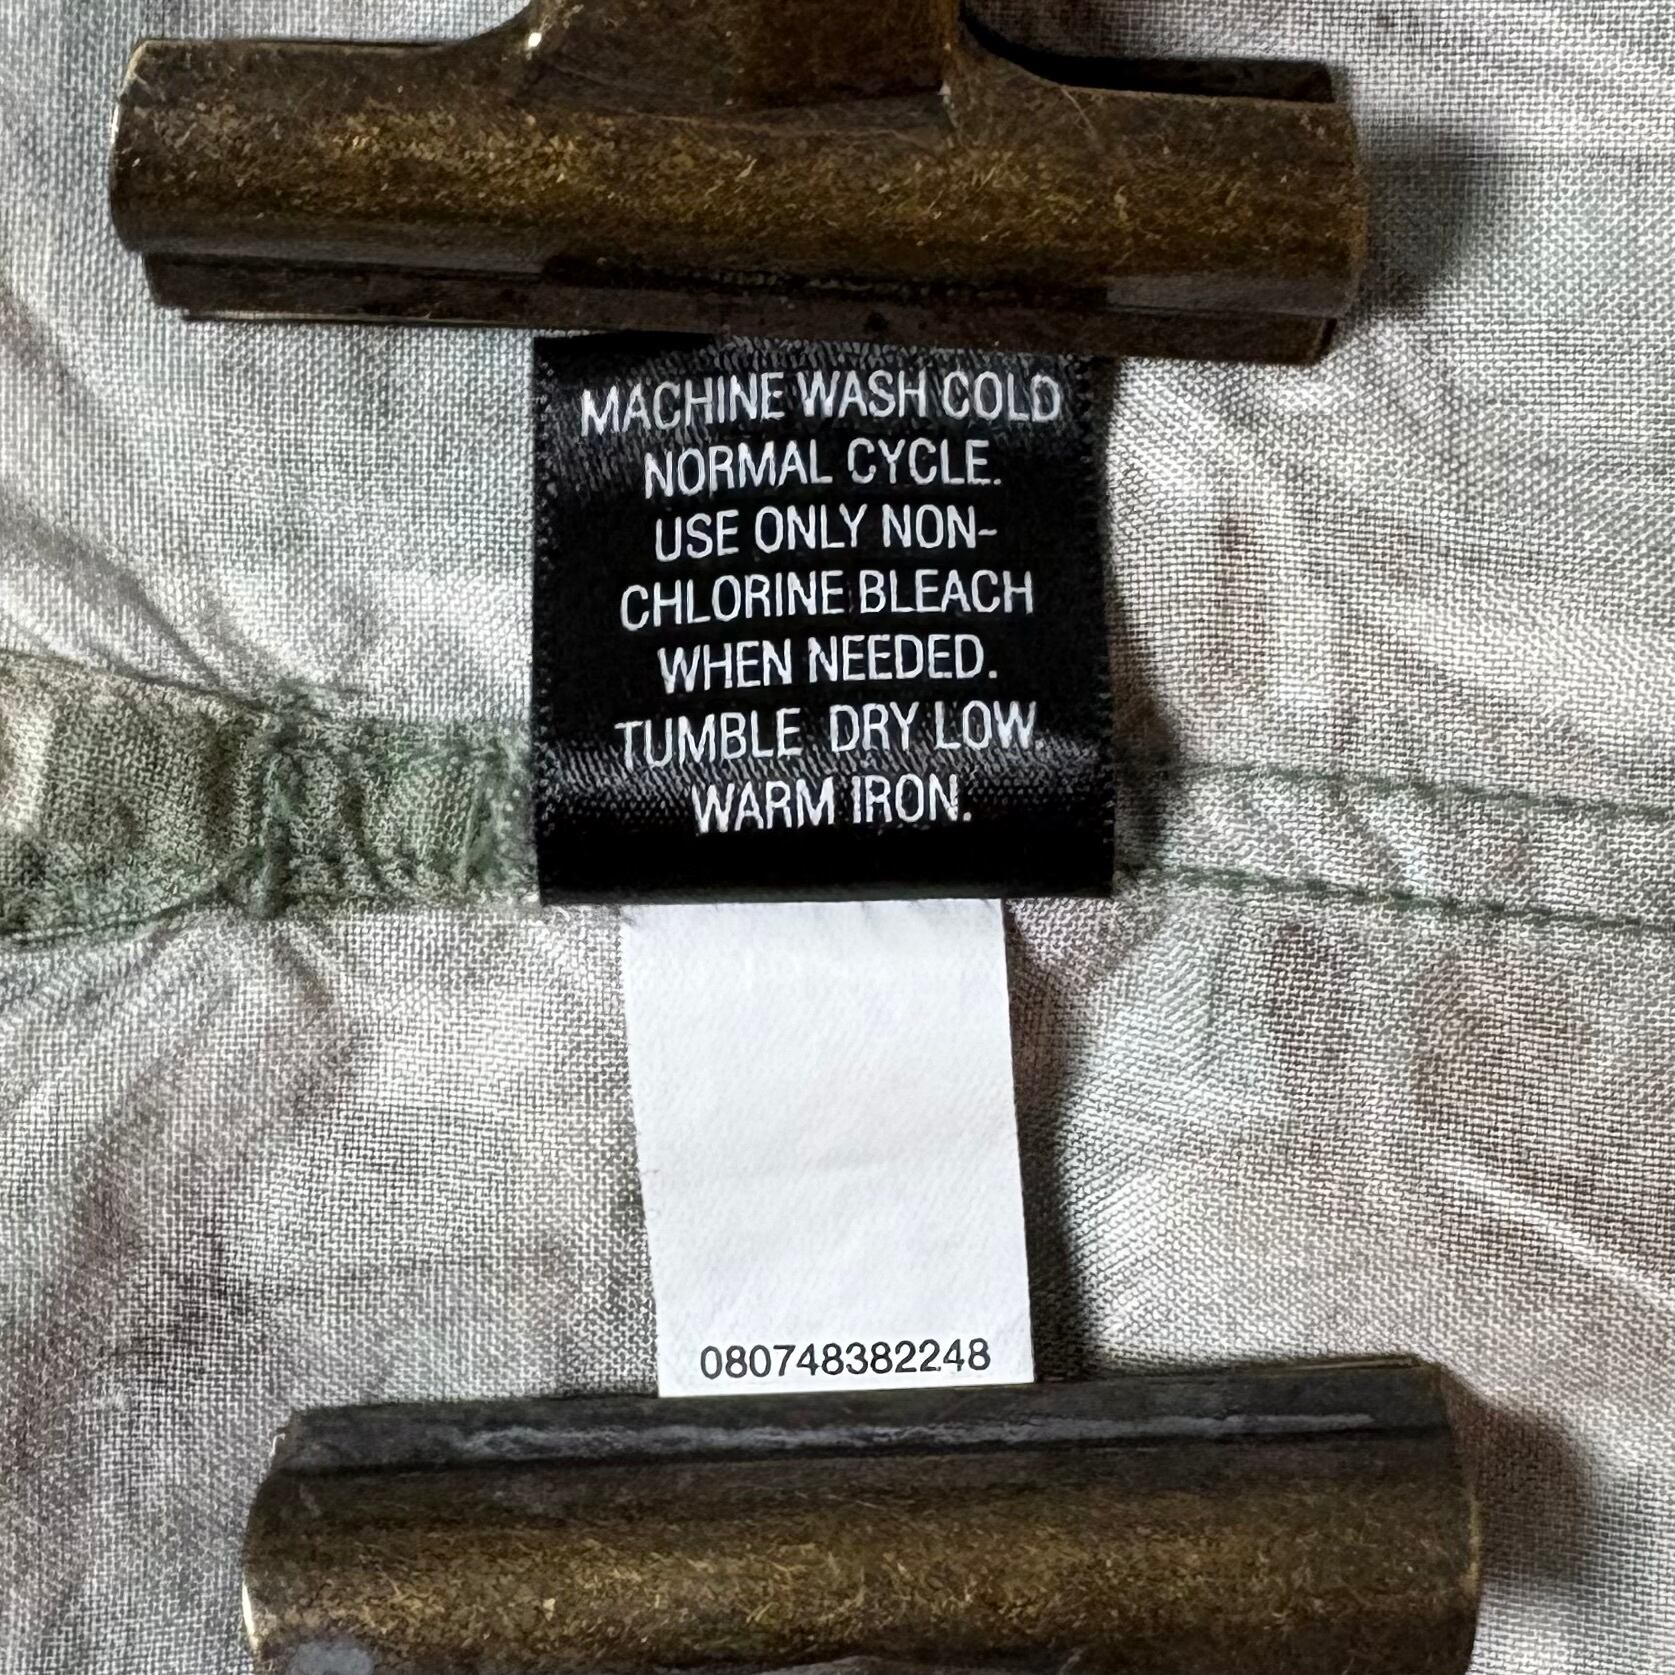 MACHINE WASH COLD
NORMAL CYCLE.
USE ONLY NON-
CHLORINE BLEACH
WHEN NEEDED.
TUMBLE DRY LOW.
WARM IRON.
080748382248